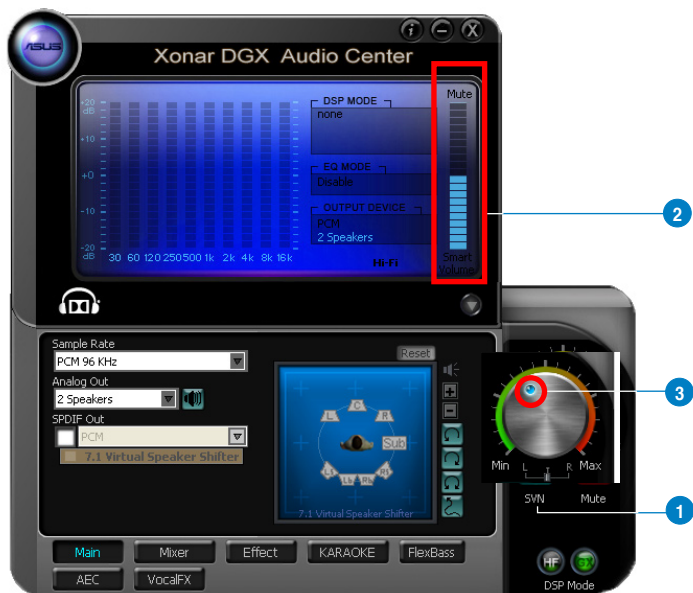 ASUS
i
X
Xonar DGX Audio Center
+20
dB
+10
+0
-10
-20
dB
30 60 120 250 500 1k 2k 4k 8k 16k
DSP MODE
none
EQ MODE
Disable
OUTPUT DEVICE
PCM
2 Speakers
Hi-Fi
Mute
Smart
Volume
2
Sample Rate
PCM 96 KHz
Analog Out
2 Speakers
SPDIF Out
PCM
7.1 Virtual Speaker Shifter
Reset
C
L
R
Sub
Ls
Lb
Rb
Rs
7.1 Virtual Speaker Shifter
3
Min
L
R
Max
SVN
Mute
1
Main
Mixer
Effect
KARAOKE
FlexBass
AEC
VocalFX
HF
GX
DSP Mode